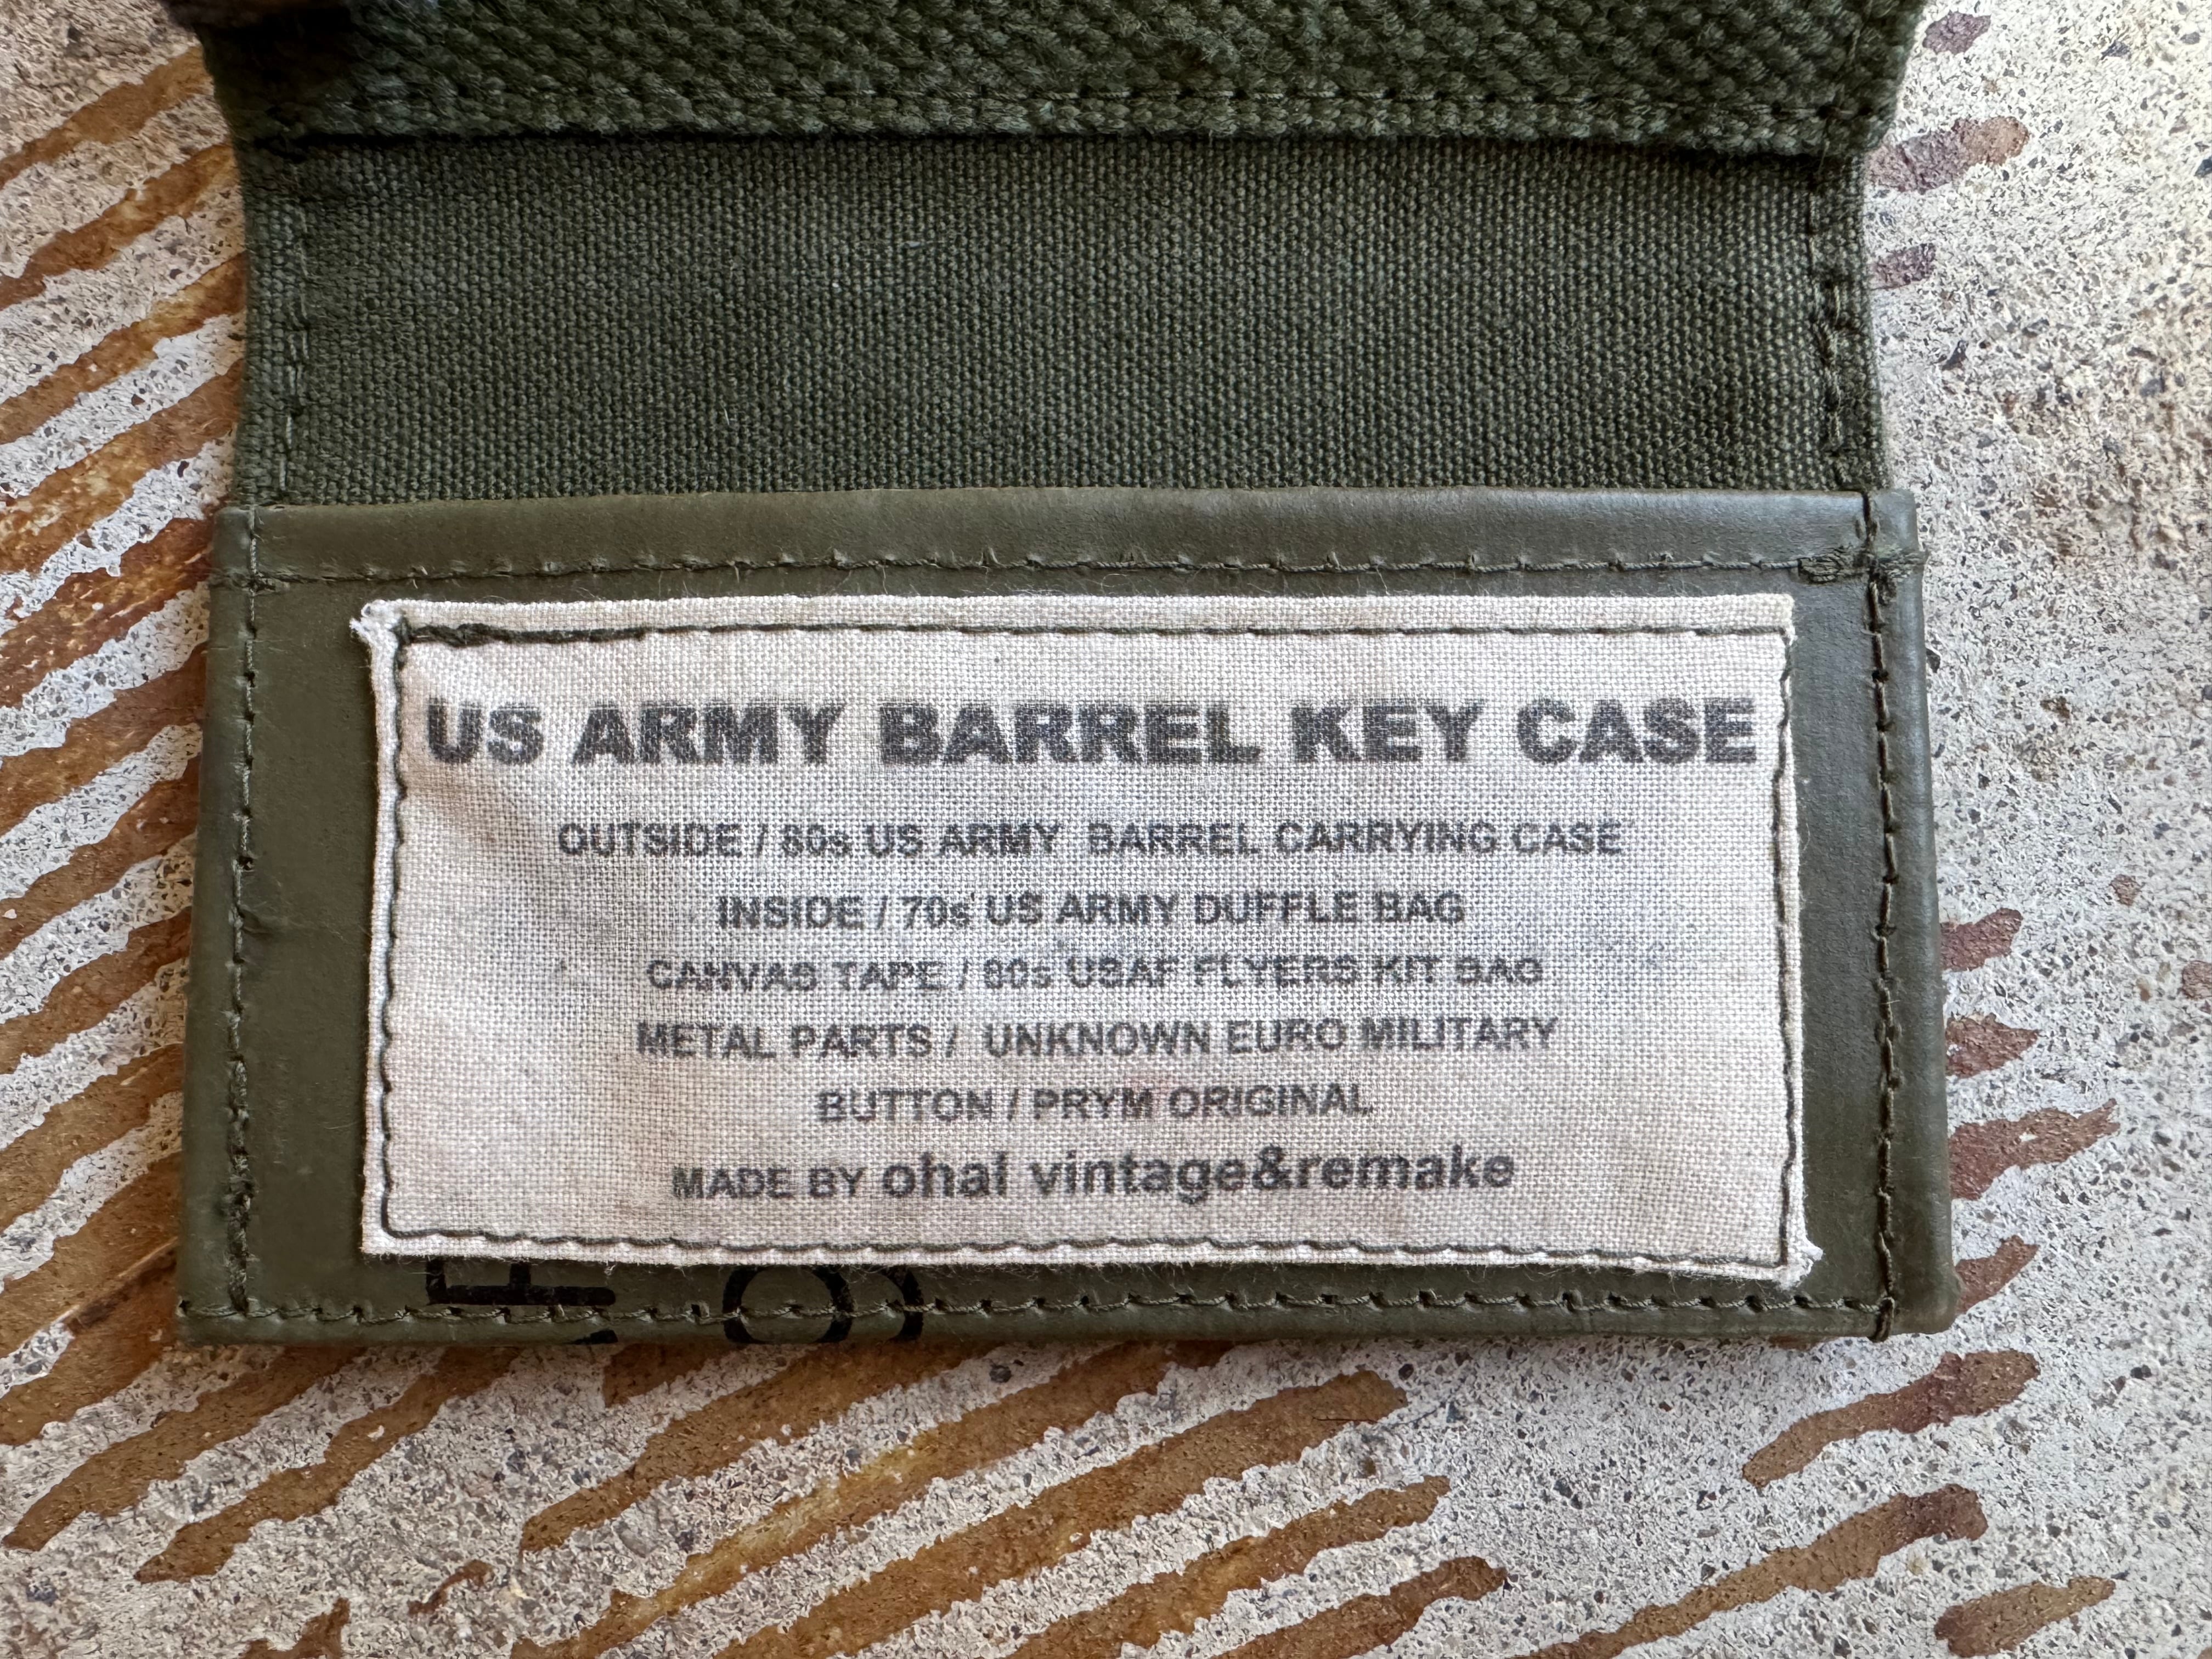 US ARMY BARREL KEY CASE
OUTSIDE / 80s US ARMY BARREL CARRYING CASE
INSIDE / 70s US ARMY DUFFLE BAG
CANVAS TAPE / 80s USAF FLYERS KIT BAG
METAL PARTS / UNKNOWN EURO MILITARY
BUTTON / PRYM ORIGINAL
MADE BY ohal vintage&remake